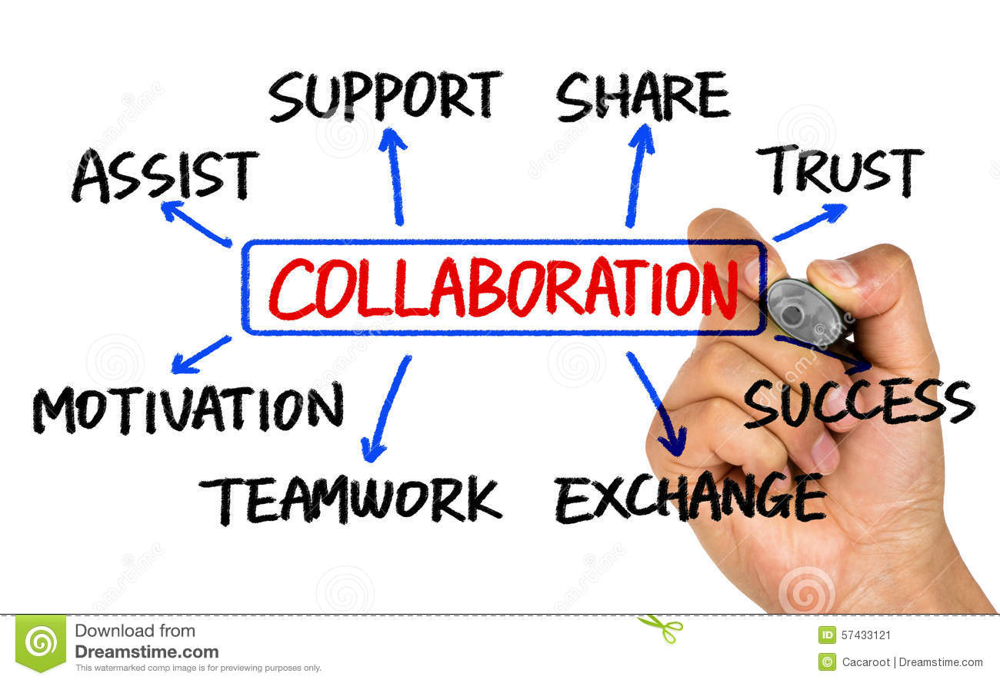 SUPPORT SHARE
ASSIST TRUST
COLLABORATION
MOTIVATION SUCCESS
TEAMWORK EXCHANGE
Download from
Dreamstime.com
This watermarked comp image is for previewing purposes only.
ID 57433121
© Cacaroot | Dreamstime.com